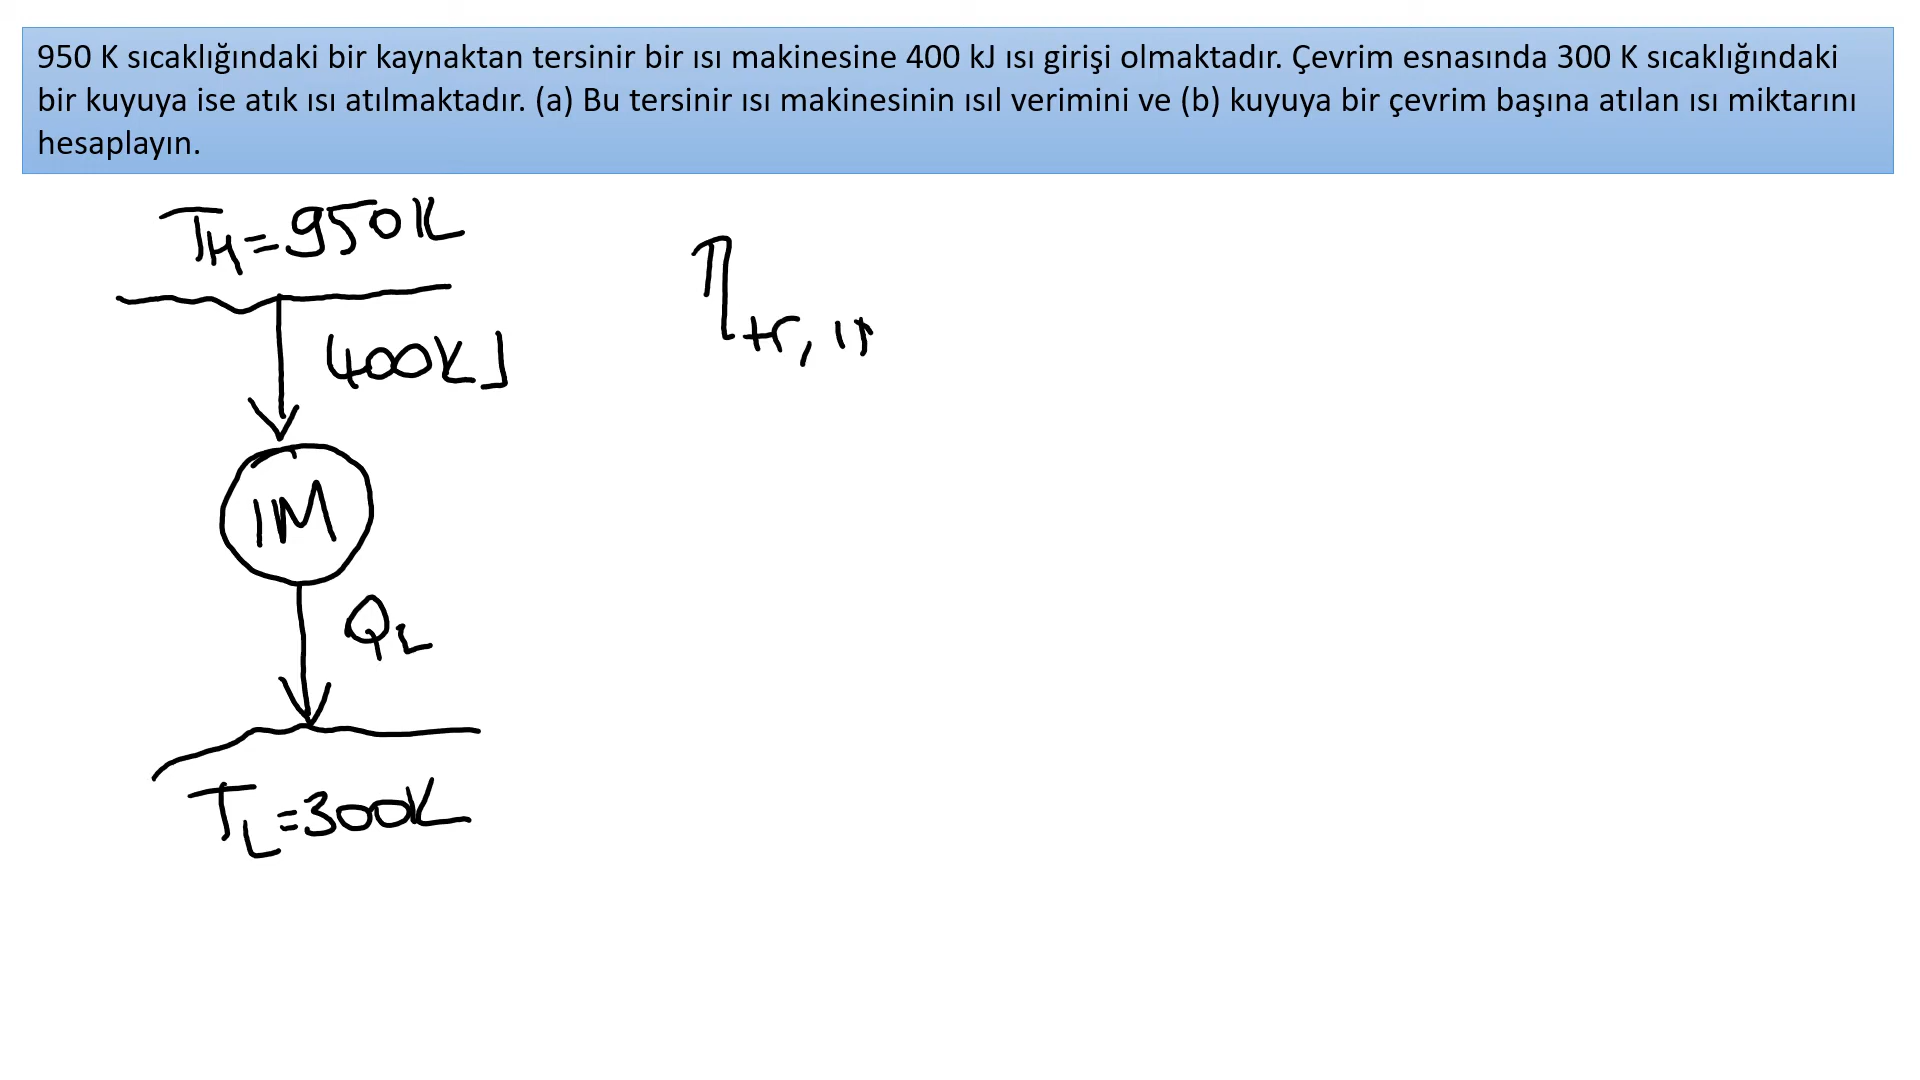 950 K sıcaklığındaki bir kaynaktan tersinir bir ısı makinesine 400 kJ ısı girişi olmaktadır. Çevrim esnasında 300 K sıcaklığındaki
bir kuyuya ise atık ısı atılmaktadır. (a) Bu tersinir ısı makinesinin ısıl verimini ve (b) kuyuya bir çevrim başına atılan ısı miktarını
hesaplayın.
TH=950K
400kJ
IM
QL
TL=300K
η tr,